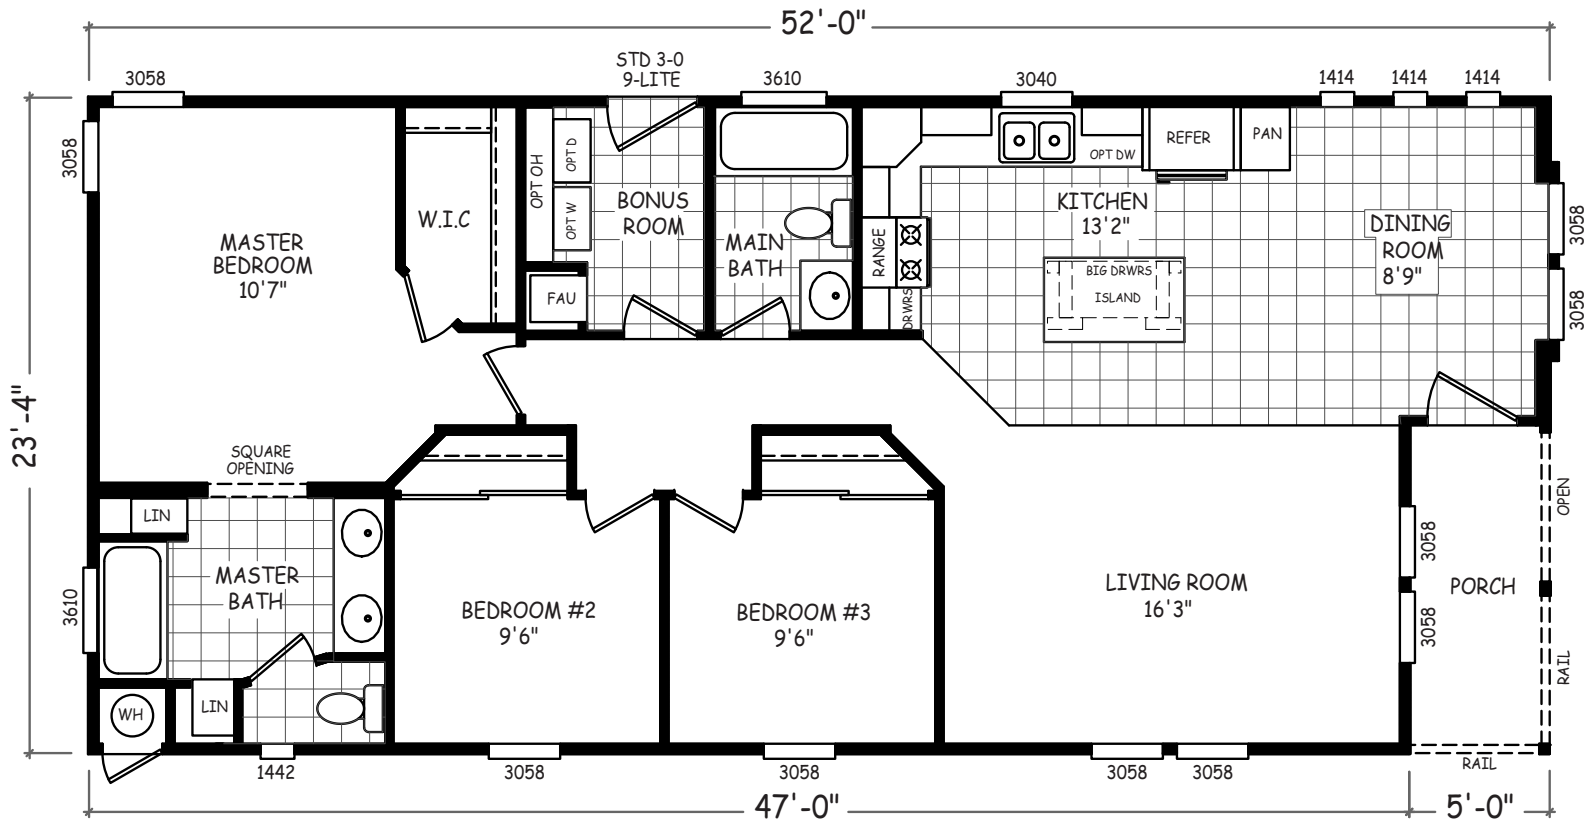 52'-0"
STD 3-0
9-LITE
3058
3610
3040
1414
1414
1414
3058
OPT OH
OPT D
OPT W
BONUS
ROOM
FAU
W.I.C
MASTER
BEDROOM
10'7"
MAIN
BATH
RANGE
DRWRS
OPT DW
REFER
PAN
KITCHEN
13'2"
BIG DRWRS
ISLAND
DINING
ROOM
8'9"
3058
3058
23'-4"
SQUARE
OPENING
LIN
MASTER
BATH
3610
LIN
WH
BEDROOM #2
9'6"
BEDROOM #3
9'6"
LIVING ROOM
16'3"
3058
3058
PORCH
OPEN
RAIL
RAIL
1442
3058
3058
3058
3058
47'-0"
5'-0"